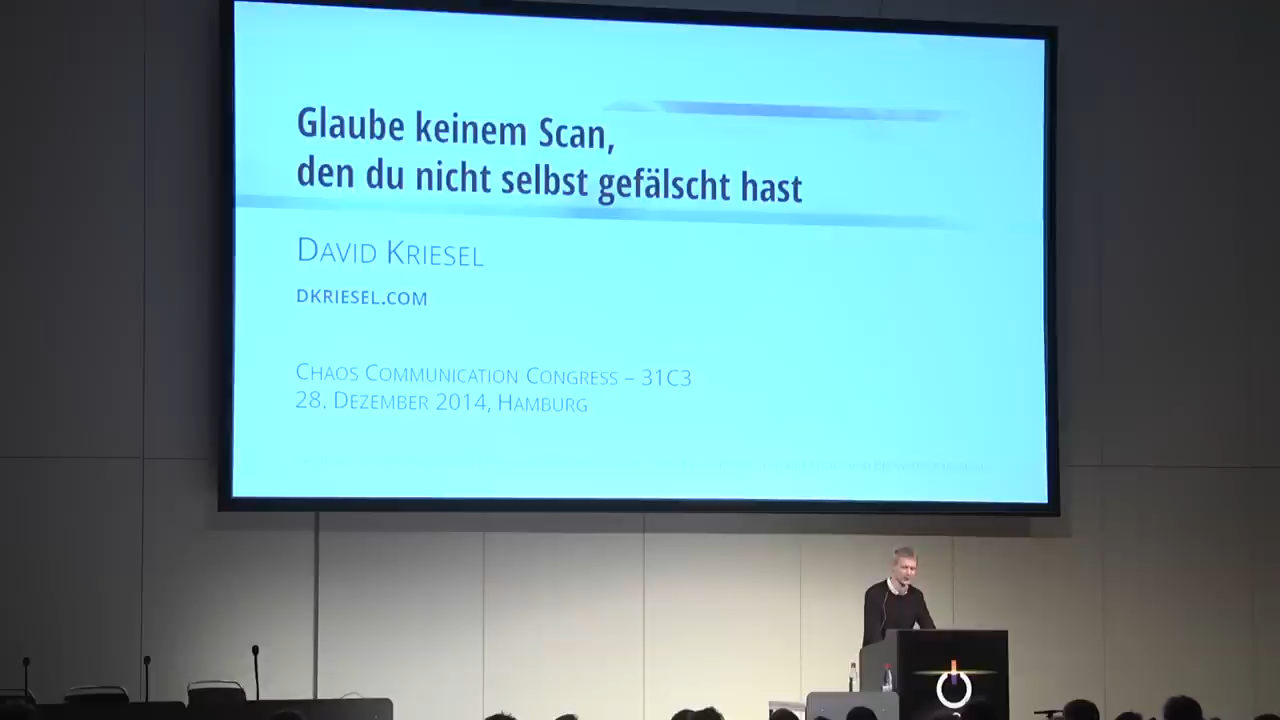 Glaube keinem Scan,
den du nicht selbst gefälscht hast
DAVID KRIESEL
DKRIESEL.COM
CHAOS COMMUNICATION CONGRESS – 31C3
28. DEZEMBER 2014, HAMBURG